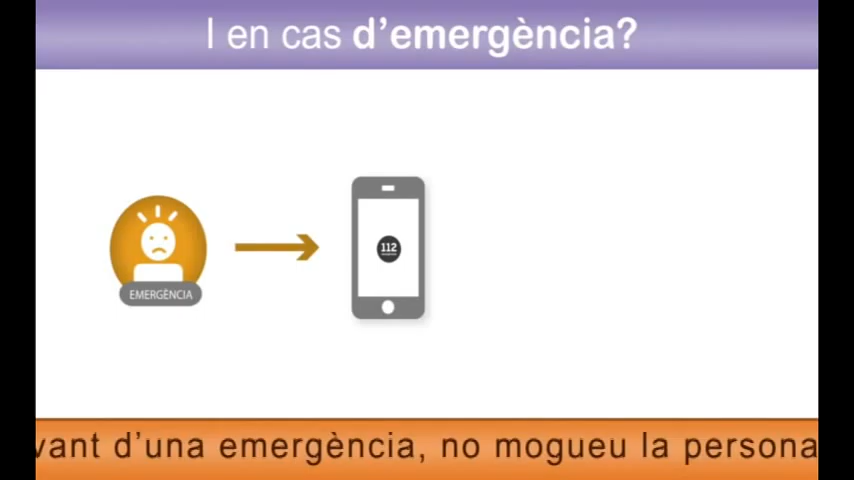 I en cas d'emergència?
112
EMERGÈNCIA
vant d'una emergència, no mogueu la persona